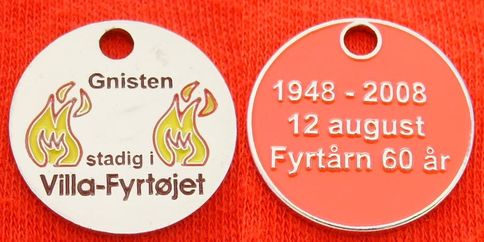 Gnisten
stadig i
Villa-Fyrtøjet
1948 - 2008
12 august
Fyrtårn 60 år